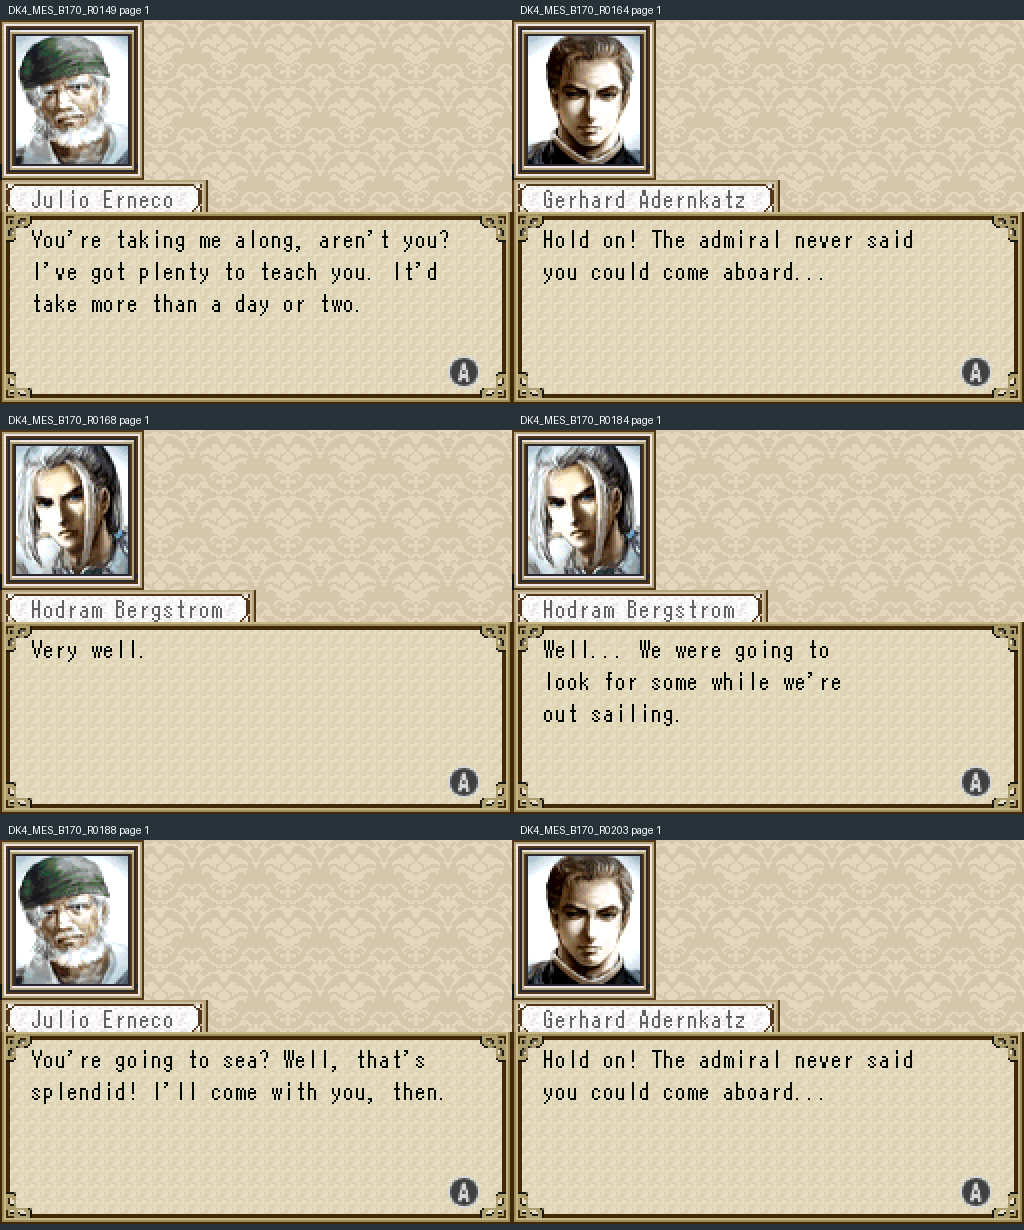 DK4_MES_B170_R0149 page 1
Julio Erneco
You're taking me along, aren't you?
I've got plenty to teach you. It'd
take more than a day or two.
A
DK4_MES_B170_R0164 page 1
Gerhard Adernkatz
Hold on! The admiral never said
you could come aboard...
A
DK4_MES_B170_R0168 page 1
Hodram Bergstrom
Very well.
A
DK4_MES_B170_R0184 page 1
Hodram Bergstrom
Well... We were going to
look for some while we're
out sailing.
A
DK4_MES_B170_R0188 page 1
Julio Erneco
You're going to sea? Well, that's
splendid! I'll come with you, then.
A
DK4_MES_B170_R0203 page 1
Gerhard Adernkatz
Hold on! The admiral never said
you could come aboard...
A